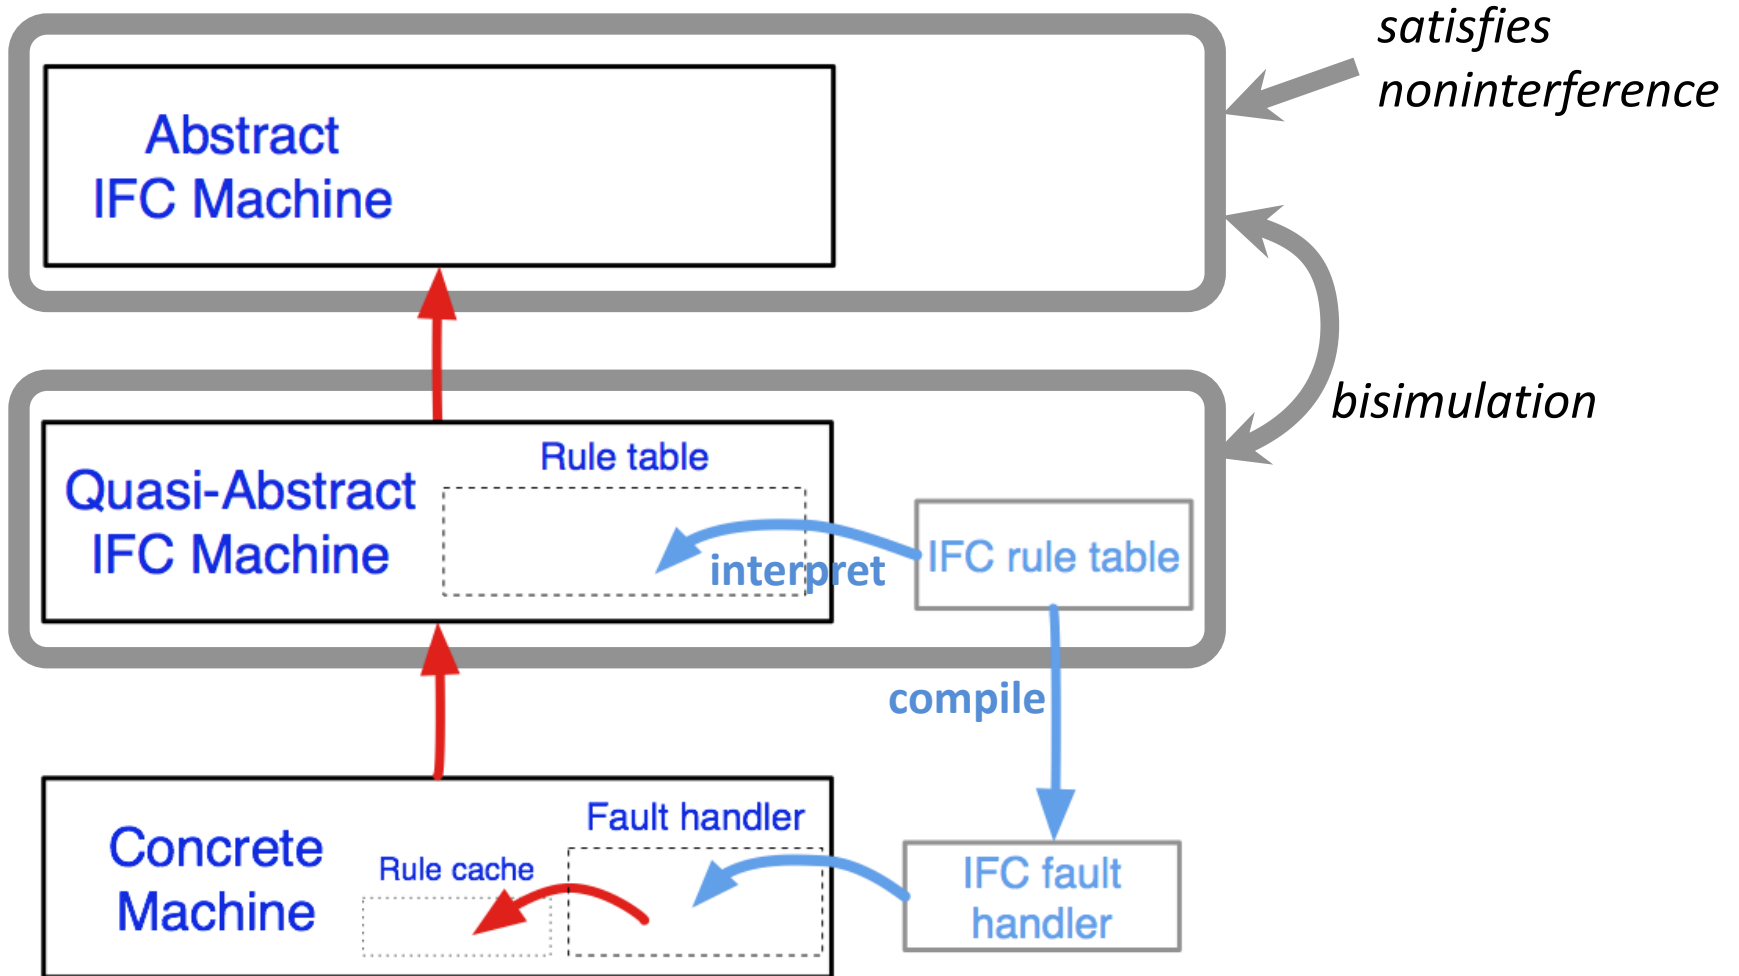 satisfies
noninterference
Abstract
IFC Machine
bisimulation
Rule table
Quasi-Abstract
IFC Machine
interpret
IFC rule table
compile
Fault handler
Concrete
Machine
Rule cache
IFC fault
handler